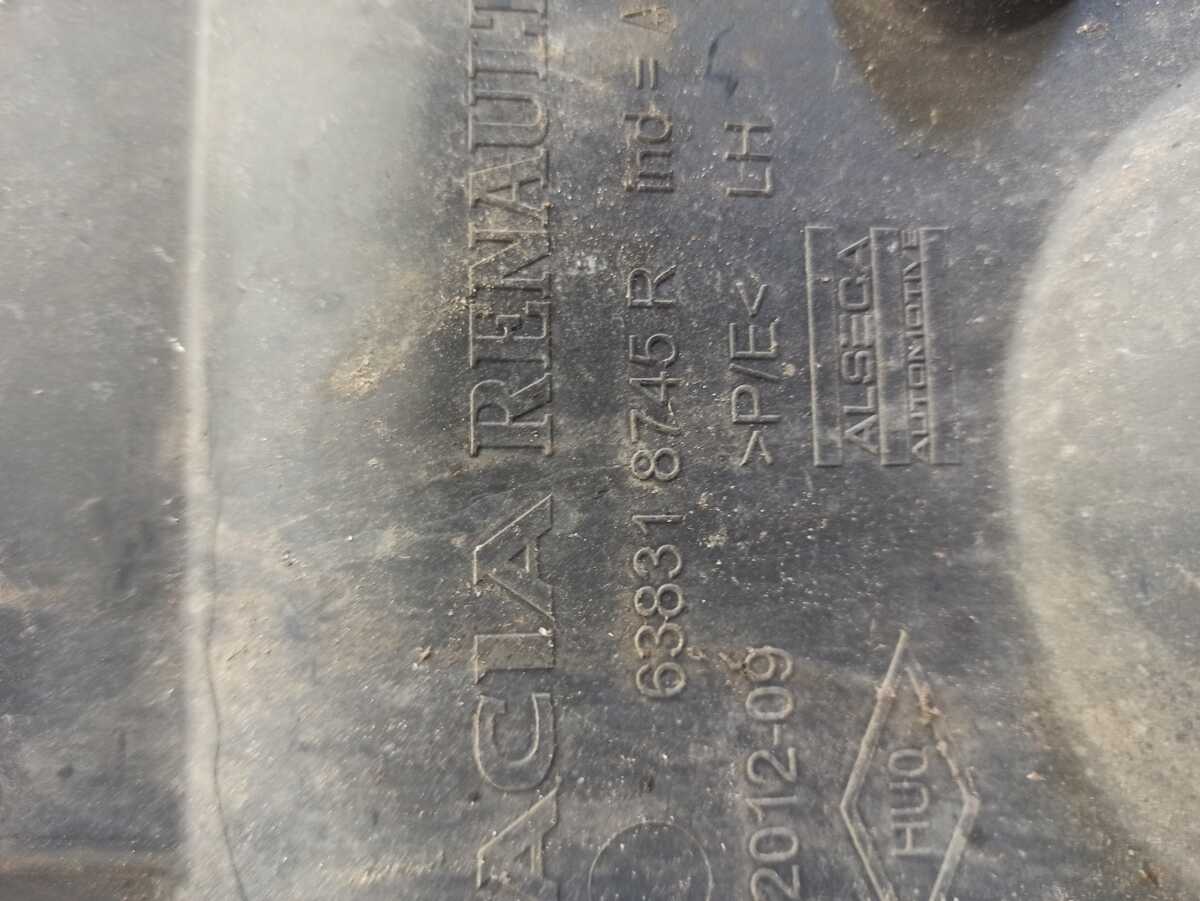 ACIA RENAULT
63831 8745 R ind = A
2012-09 >P/E< LH
HU0
ALSECA
AUTOMOTIVE